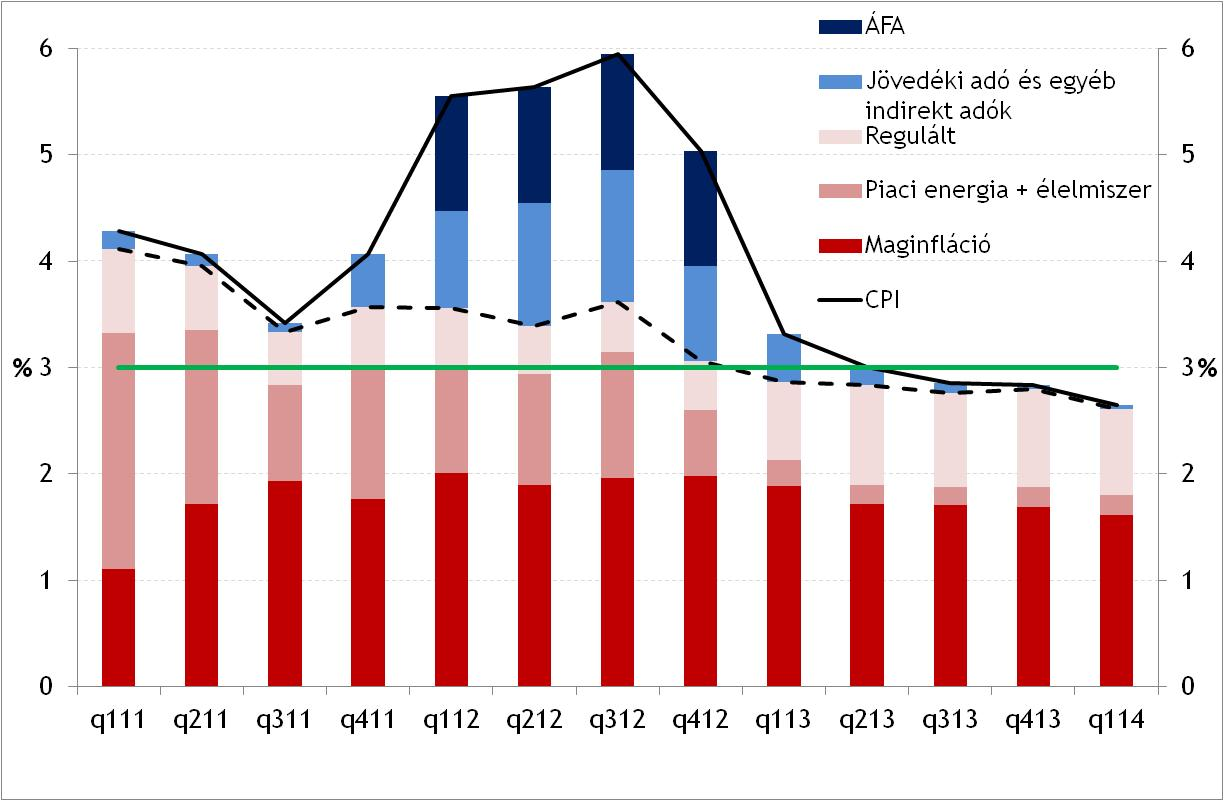 ÁFA
Jövedéki adó és egyéb
indirekt adók
Regulált
Piaci energia + élelmiszer
Maginfláció
CPI
6
5
4
% 3
2
1
0
6
5
4
3 %
2
1
0
q111 q211 q311 q411 q112 q212 q312 q412 q113 q213 q313 q413 q114